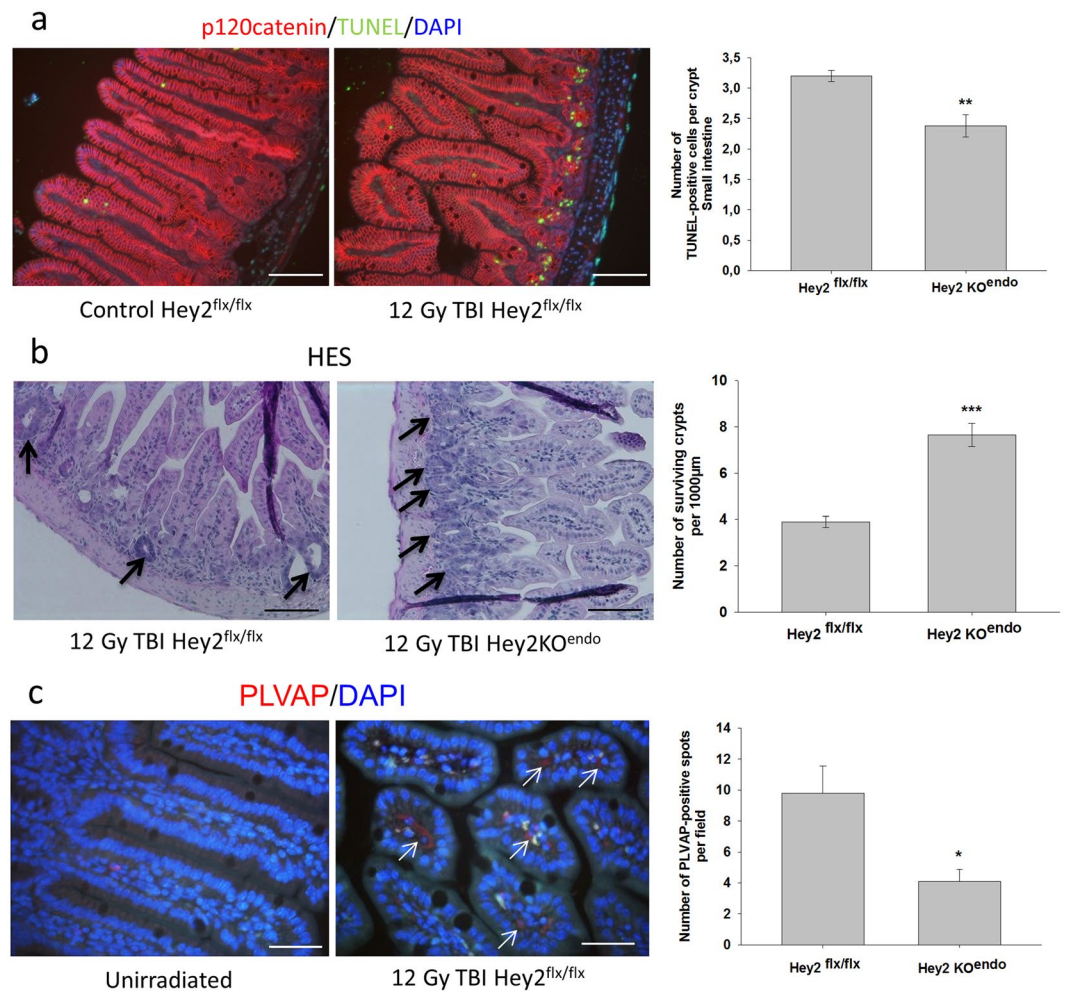 a
p120catenin/TUNEL/DAPI
Control Hey2flx/flx
12 Gy TBI Hey2flx/flx
Number of
TUNEL-positive cells per crypt
Small intestine
3,5
3,0
2,5
2,0
1,5
1,0
0,5
0,0
**
Hey2 flx/flx
Hey2 KOendo
b
HES
12 Gy TBI Hey2flx/flx
12 Gy TBI Hey2KOendo
Number of surviving crypts
per 1000µm
10
8
6
4
2
0
***
Hey2 flx/flx
Hey2 KOendo
c
PLVAP/DAPI
Unirradiated
12 Gy TBI Hey2flx/flx
Number of PLVAP-positive spots
per field
14
12
10
8
6
4
2
0
*
Hey2 flx/flx
Hey2 KOendo